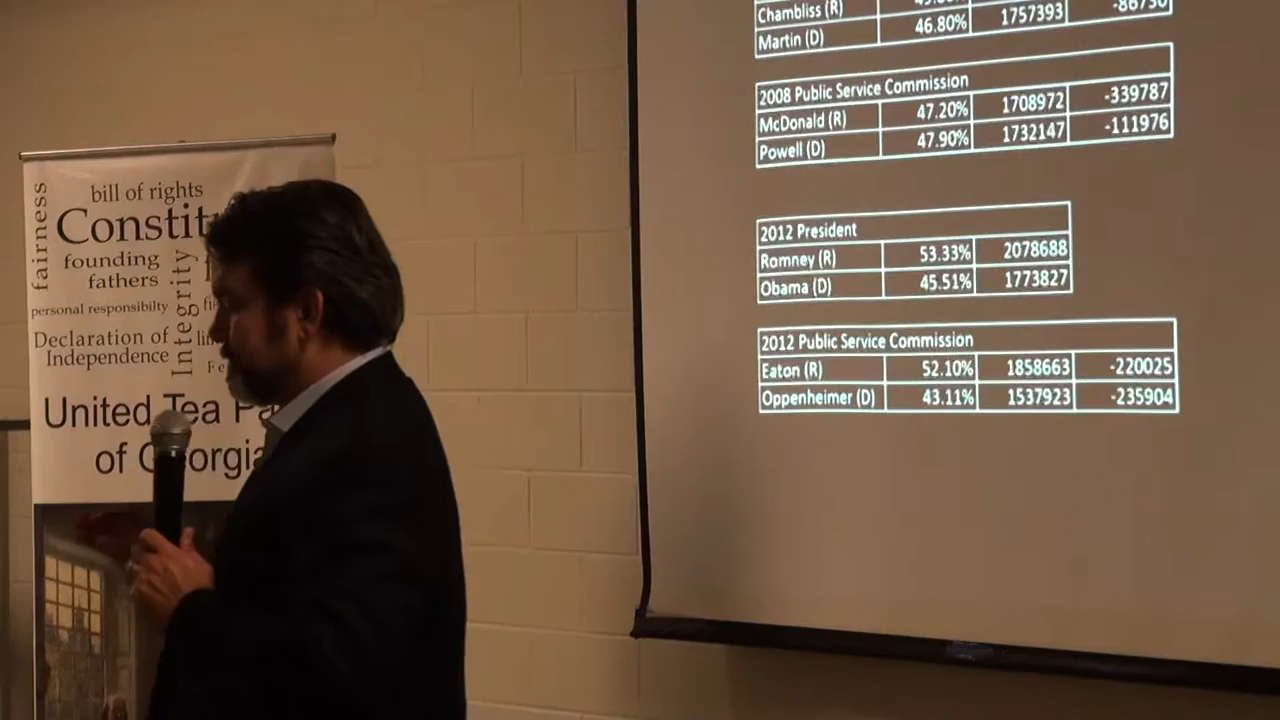 fairness
bill of rights
Constit
founding
fathers
personal responsibilty
Integrity
Declaration of
Independence
United Tea Pa
of Georgia
Chambliss (R)
Martin (D) 46.80% 1757393
2008 Public Service Commission
McDonald (R) 47.20% 1708972 -339787
Powell (D) 47.90% 1732147 -111976
2012 President
Romney (R) 53.33% 2078688
Obama (D) 45.51% 1773827
2012 Public Service Commission
Eaton (R) 52.10% 1858663 -220025
Oppenheimer (D) 43.11% 1537923 -235904